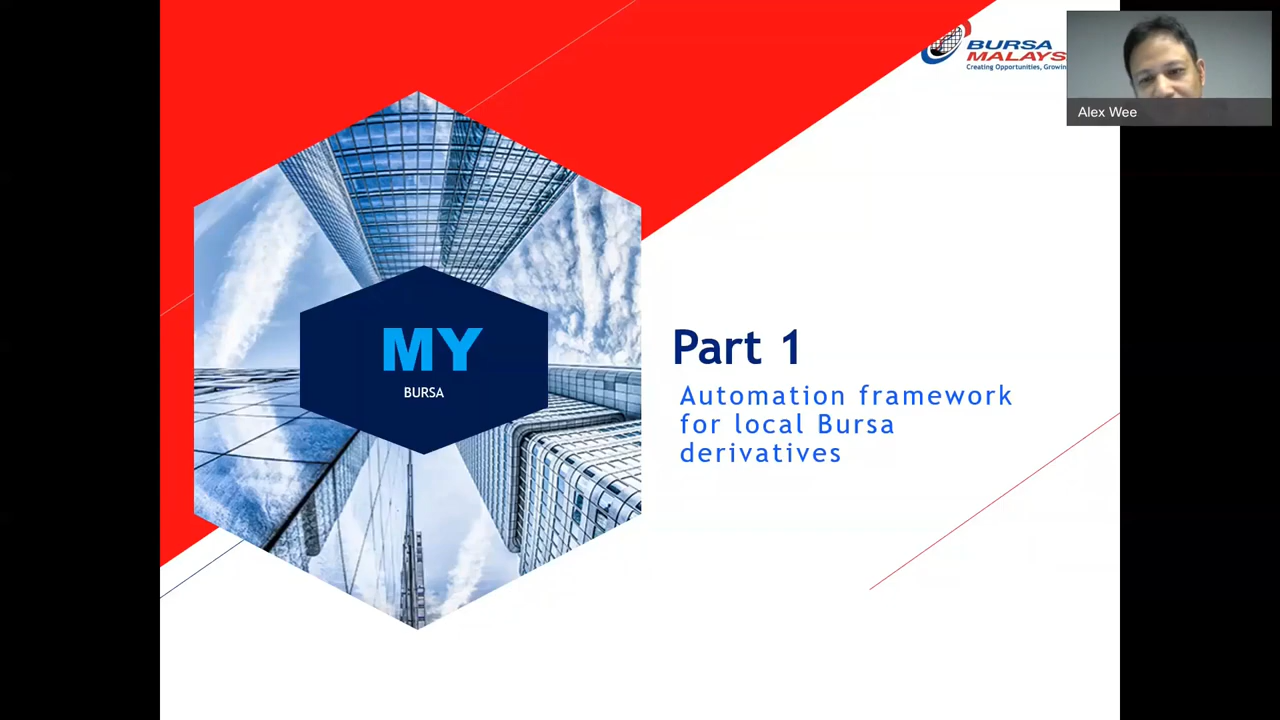 BURSA
MALAYS
Creating Opportunities, Growin
Alex Wee
MY
BURSA
Part 1
Automation framework
for local Bursa
derivatives